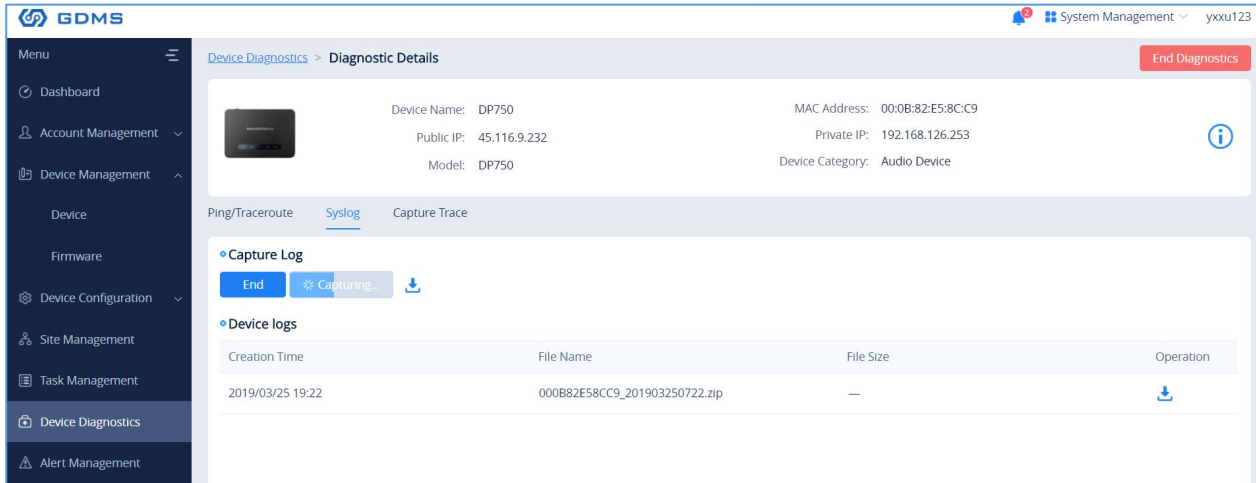 GDMS
2
System Management
yxxu123
Menu
Device Diagnostics > Diagnostic Details
End Diagnostics
Dashboard
Account Management
Device Management
Device
Firmware
Device Configuration
Site Management
Task Management
Device Diagnostics
Alert Management
Device Name: DP750
MAC Address: 00:0B:82:E5:8C:C9
Public IP: 45.116.9.232
Private IP: 192.168.126.253
Model: DP750
Device Category: Audio Device
Ping/Traceroute
Syslog
Capture Trace
Capture Log
End
Capturing...
Device logs
Creation Time File Name File Size Operation
2019/03/25 19:22 000B82E58CC9_201903250722.zip —